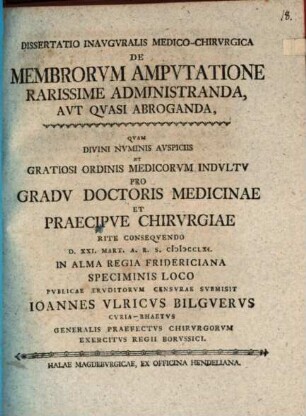 18.
DISSERTATIO INAVGVRALIS MEDICO-CHIRVRGICA
DE
MEMBRORVM AMPVTATIONE
RARISSIME ADMINISTRANDA,
AVT QVASI ABROGANDA,
QVAM
DIVINI NVMINIS AVSPICIIS
ET
GRATIOSI ORDINIS MEDICORVM INDVLTV
PRO
GRADV DOCTORIS MEDICINAE
ET
PRAECIPVE CHIRVRGIAE
RITE CONSEQVENDO
D. XXI. MART. A. R. S. CIƆIƆCCLXI.
IN ALMA REGIA FRIDERICIANA
SPECIMINIS LOCO
PVBLICAE ERVDITORVM CENSVRAE SVBMISIT
IOANNES VLRICVS BILGVERVS
CVRIA-RHAETVS
GENERALIS PRAEFECTVS CHIRVRGORVM
EXERCITVS REGII BORVSSICI.
HALAE MAGDEBVRGICAE, EX OFFICINA HENDELIANA.